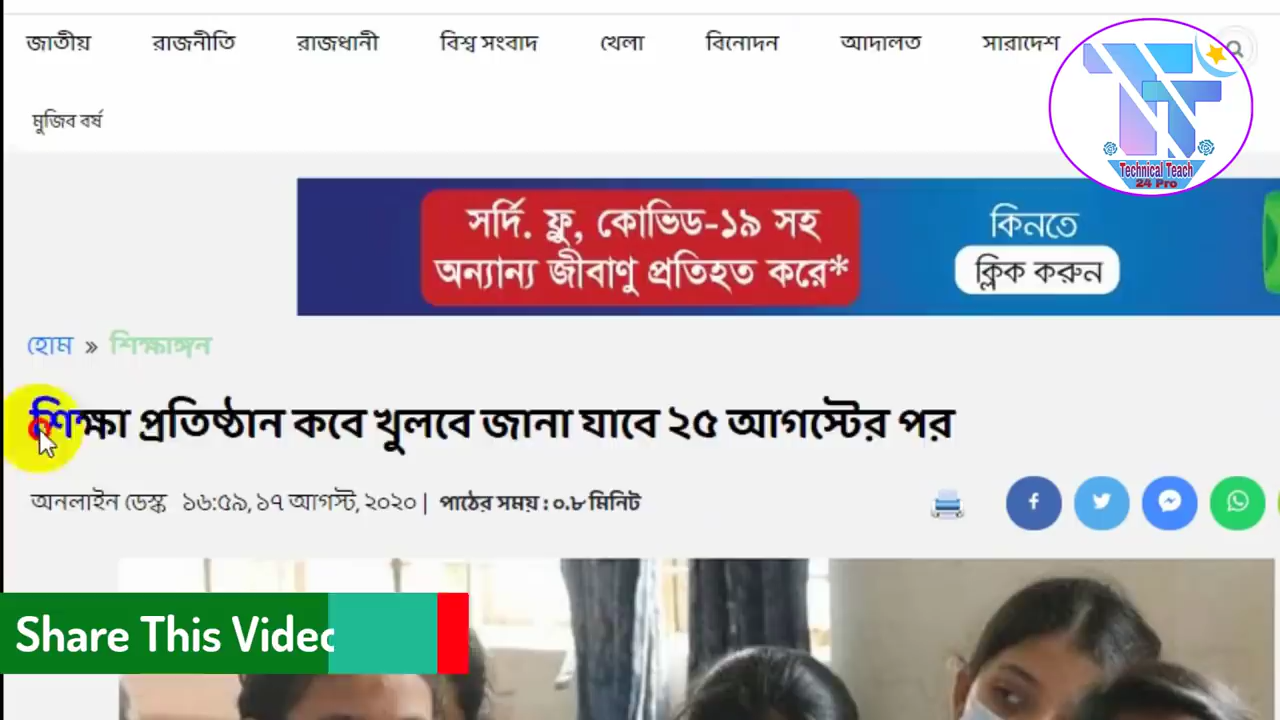 জাতীয় রাজনীতি রাজধানী বিশ্ব সংবাদ খেলা বিনোদন আদালত সারাদেশ
মুজিব বর্ষ
Technical Teach
24 Pro
সর্দি. ফ্লু, কোভিড-১৯ সহ
অন্যান্য জীবাণু প্রতিহত করে*
কিনতে
ক্লিক করুন
হোম » শিক্ষাঙ্গন
শিক্ষা প্রতিষ্ঠান কবে খুলবে জানা যাবে ২৫ আগস্টের পর
অনলাইন ডেস্ক ১৬:৫৯, ১৭ আগস্ট, ২০২০ | পাঠের সময় : ০.৮ মিনিট
Share This Video